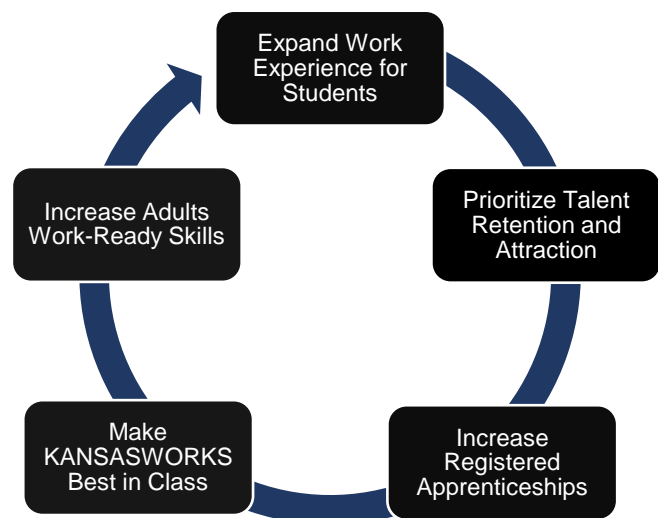 Expand Work
Experience for
Students
Prioritize Talent
Retention and
Attraction
Increase
Registered
Apprenticeships
Make
KANSASWORKS
Best in Class
Increase Adults
Work-Ready Skills